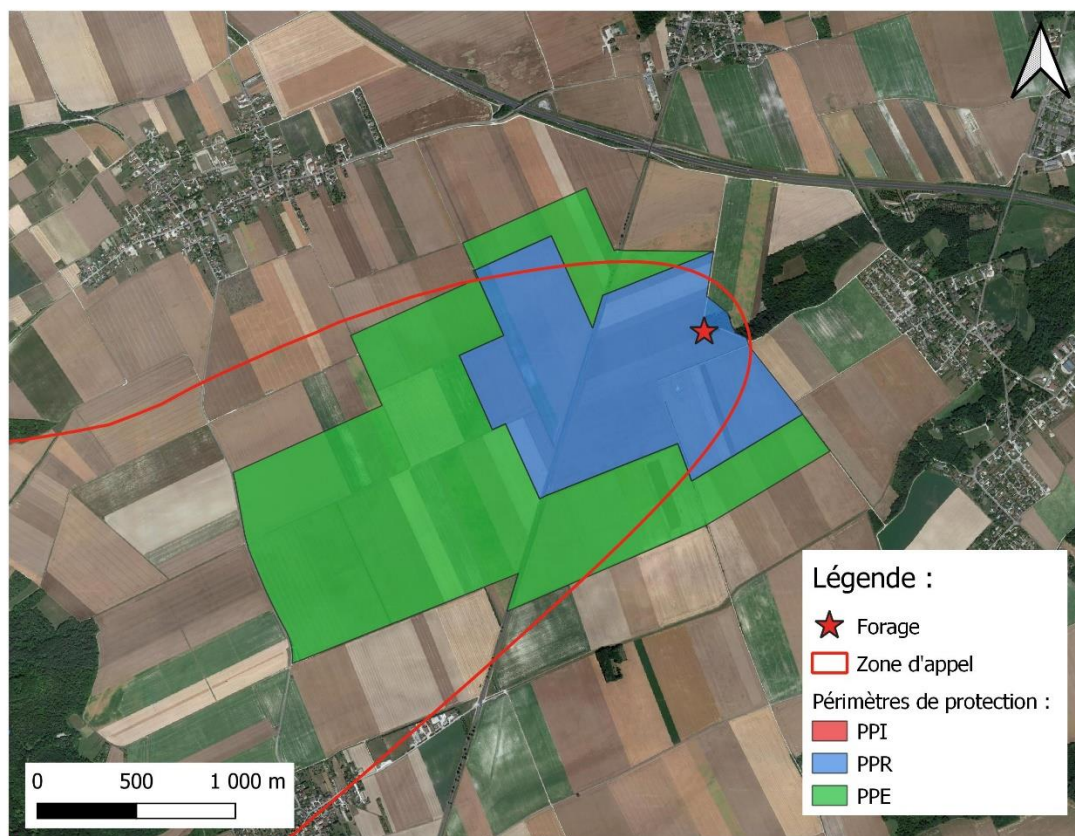 Légende :
Forage
Zone d'appel
Périmètres de protection :
PPI
PPR
PPE
0 500 1 000 m